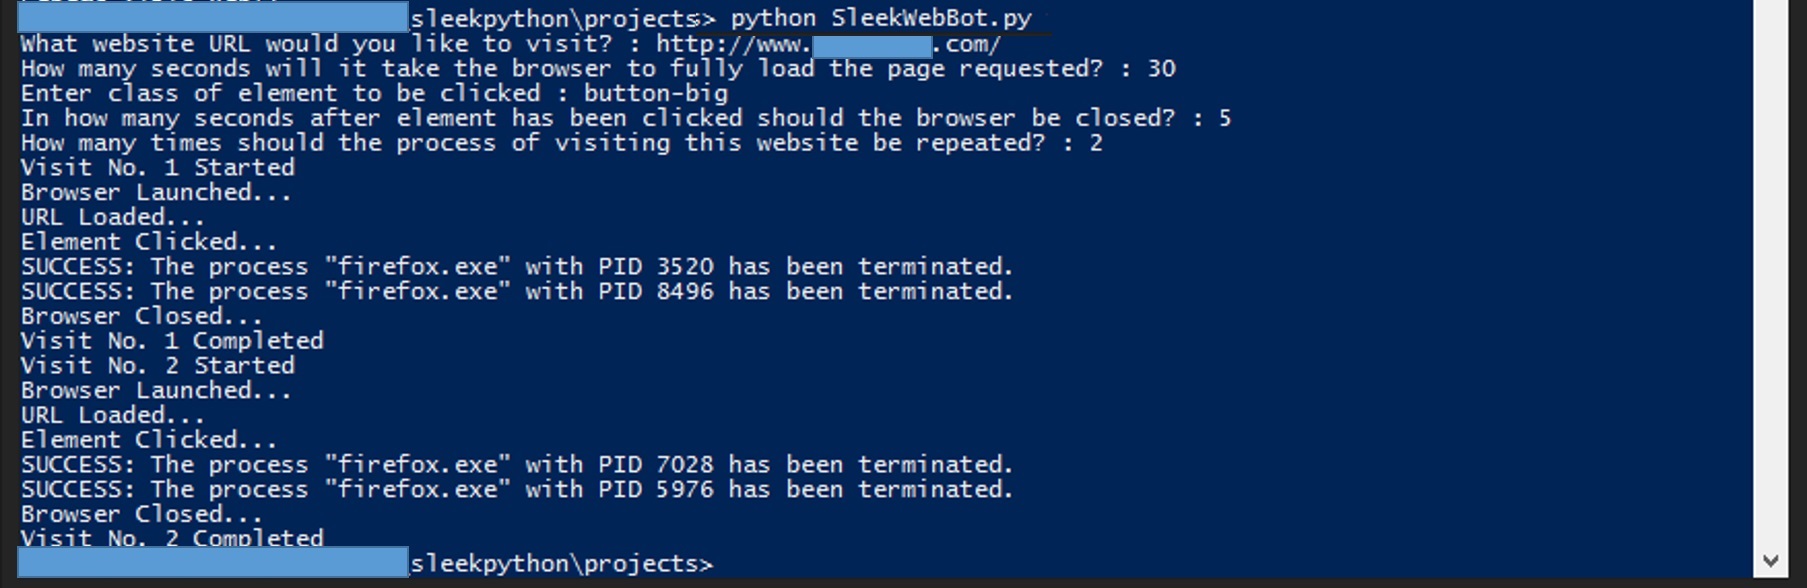 sleekpython\projects> python SleekWebBot.py
What website URL would you like to visit? : http://www. .com/
How many seconds will it take the browser to fully load the page requested? : 30
Enter class of element to be clicked : button-big
In how many seconds after element has been clicked should the browser be closed? : 5
How many times should the process of visiting this website be repeated? : 2
Visit No. 1 Started
Browser Launched...
URL Loaded...
Element Clicked...
SUCCESS: The process "firefox.exe" with PID 3520 has been terminated.
SUCCESS: The process "firefox.exe" with PID 8496 has been terminated.
Browser Closed...
Visit No. 1 Completed
Visit No. 2 Started
Browser Launched...
URL Loaded...
Element Clicked...
SUCCESS: The process "firefox.exe" with PID 7028 has been terminated.
SUCCESS: The process "firefox.exe" with PID 5976 has been terminated.
Browser Closed...
Visit No. 2 Completed
sleekpython\projects>